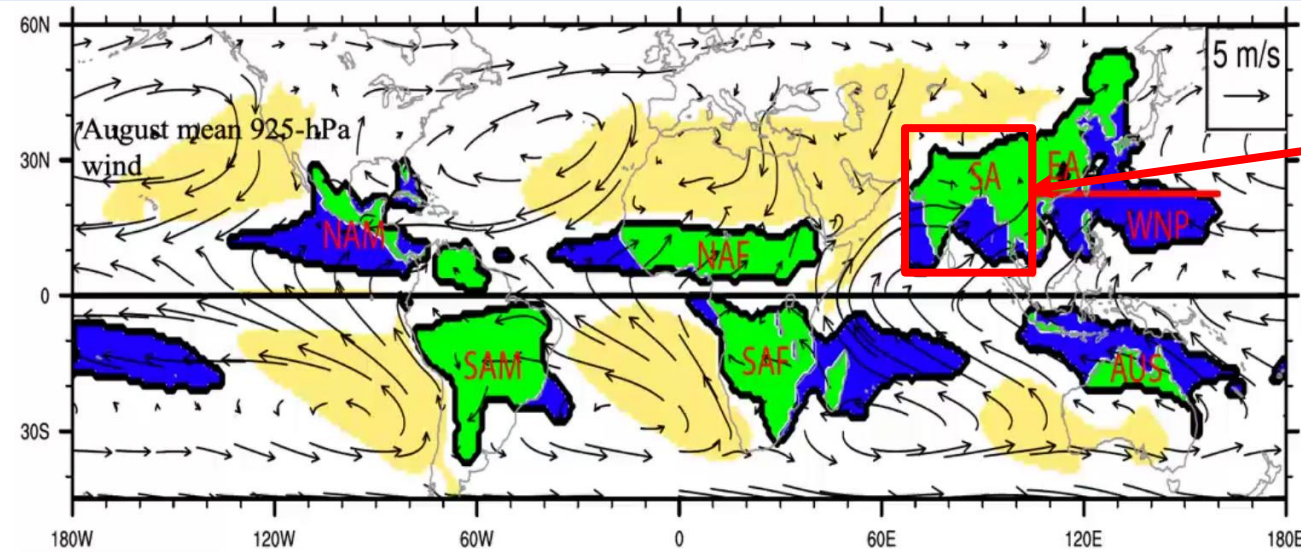 60N
5 m/s
August mean 925-hPa
wind
30N
SA
EA
NAM
WNP
NAF
0
SAM
SAF
AUS
30S
180W
120W
60W
0
60E
120E
180E